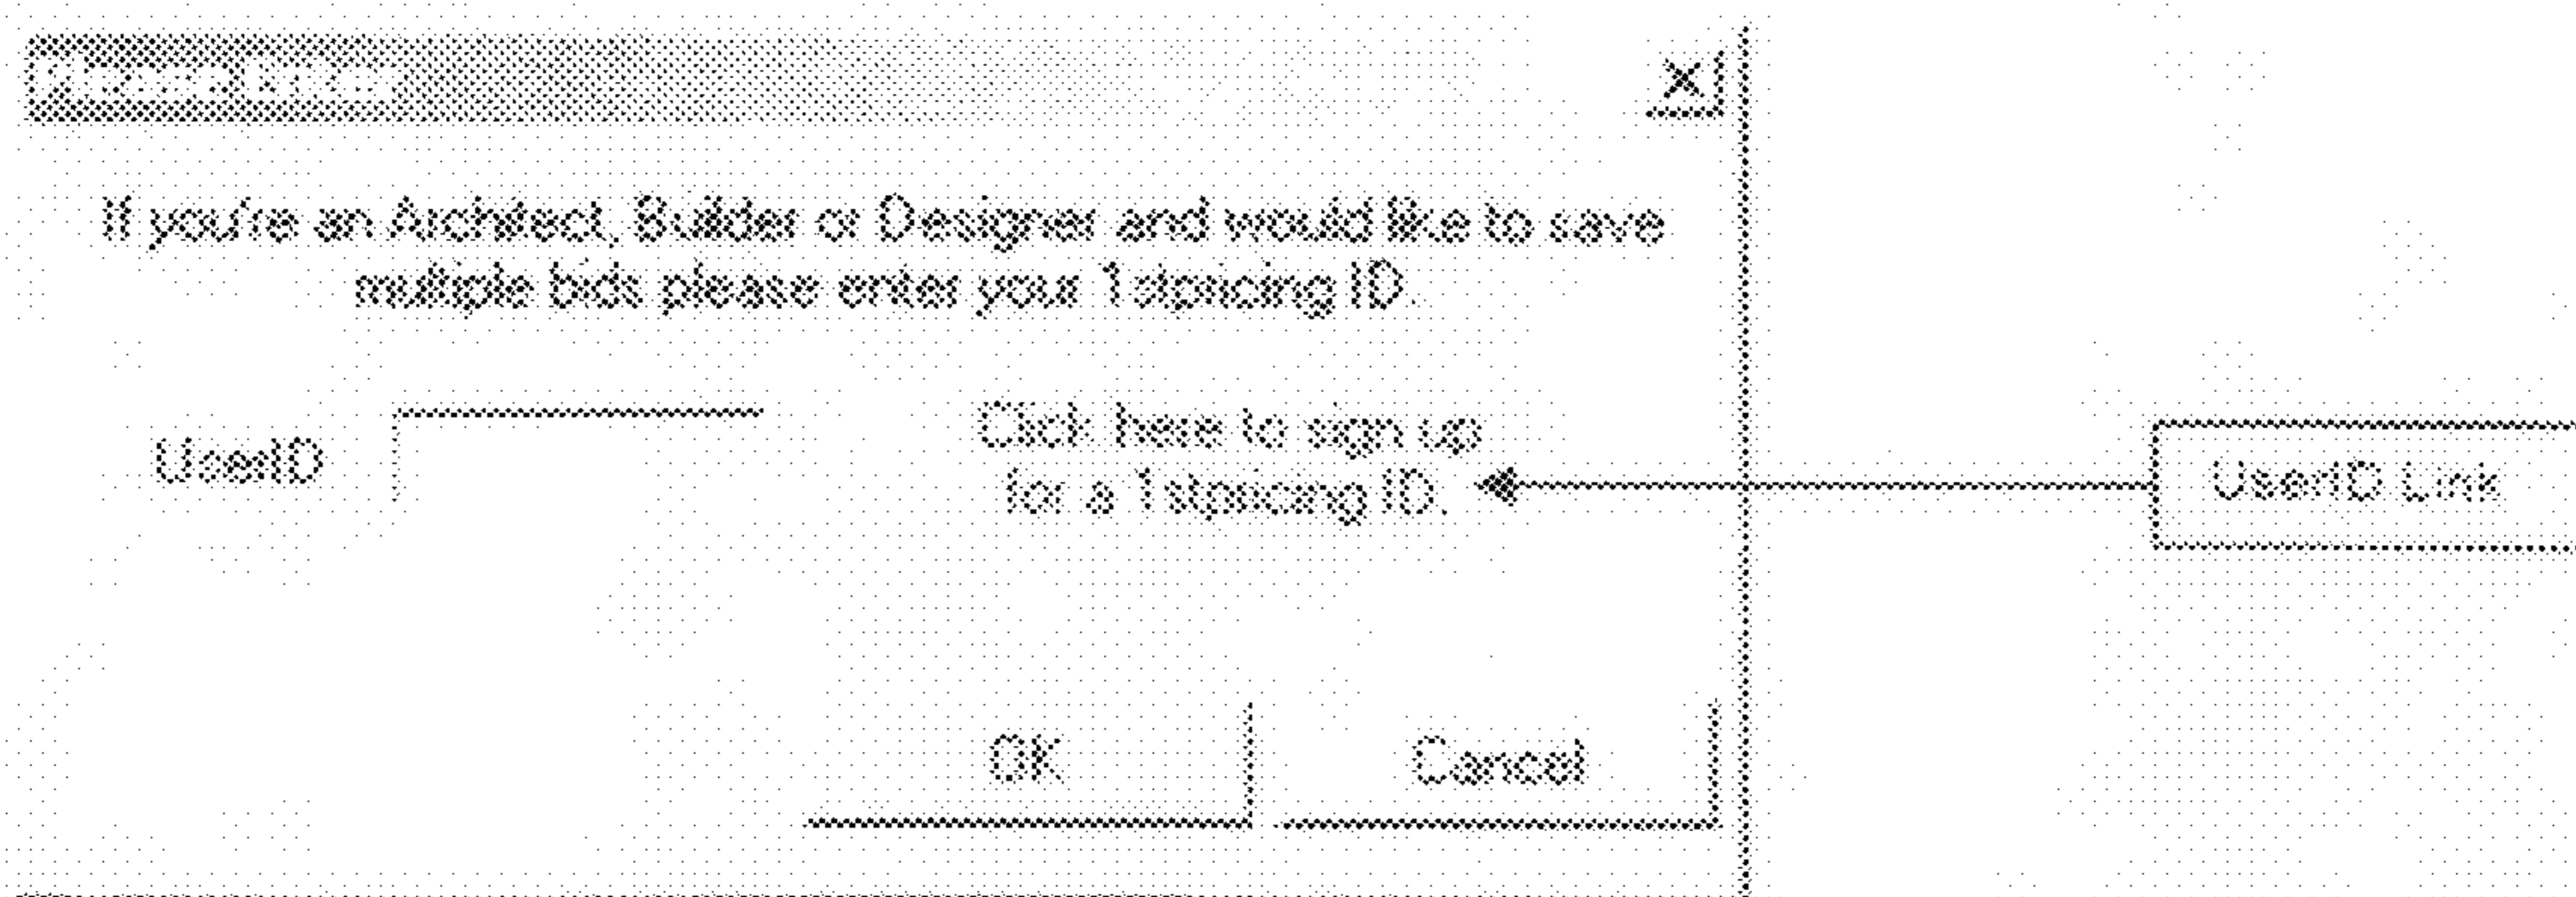 If you're an Architect, Builder or Designer and would like to save
multiple bids please enter your 1stpricing ID.
UserID
Click here to sign up
for a 1stpricing ID.
UserID Link
OK
Cancel